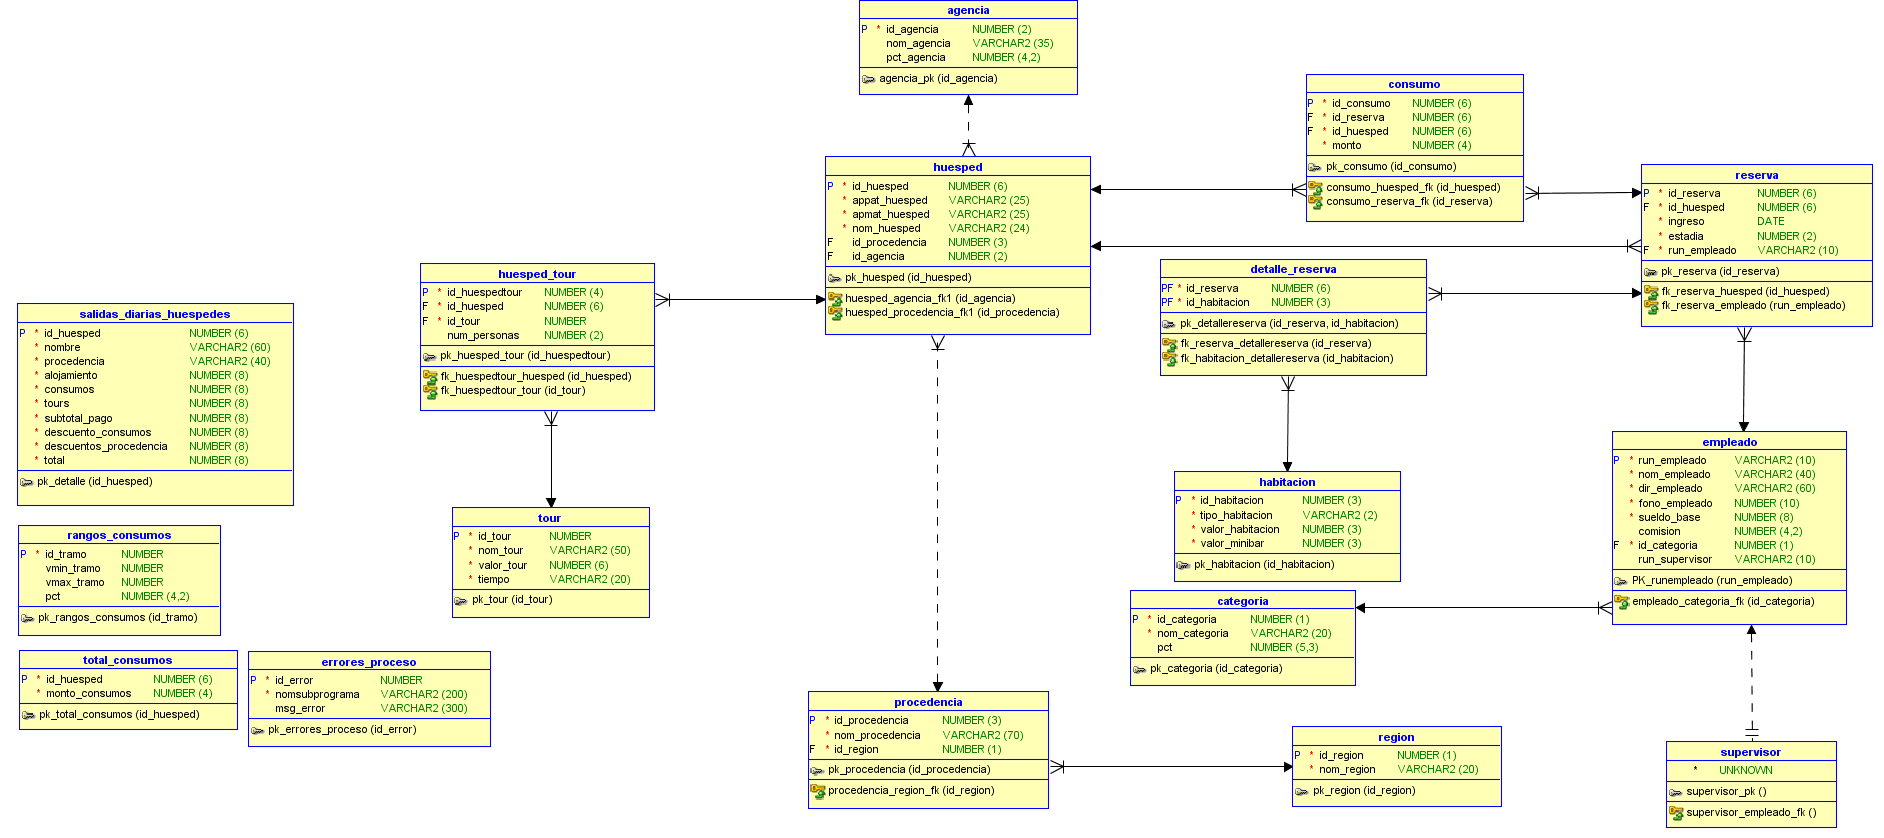 agencia
P * id_agencia NUMBER (2)
nom_agencia VARCHAR2 (35)
pct_agencia NUMBER (4,2)
agencia_pk (id_agencia)
consumo
P * id_consumo NUMBER (6)
F * id_reserva NUMBER (6)
F * id_huesped NUMBER (6)
* monto NUMBER (4)
pk_consumo (id_consumo)
consumo_huesped_fk (id_huesped)
consumo_reserva_fk (id_reserva)
huesped
P * id_huesped NUMBER (6)
* appat_huesped VARCHAR2 (25)
* apmat_huesped VARCHAR2 (25)
* nom_huesped VARCHAR2 (24)
F id_procedencia NUMBER (3)
F id_agencia NUMBER (2)
pk_huesped (id_huesped)
huesped_agencia_fk1 (id_agencia)
huesped_procedencia_fk1 (id_procedencia)
reserva
P * id_reserva NUMBER (6)
F * id_huesped NUMBER (6)
* ingreso DATE
* estadia NUMBER (2)
F * run_empleado VARCHAR2 (10)
pk_reserva (id_reserva)
fk_reserva_huesped (id_huesped)
fk_reserva_empleado (run_empleado)
huesped_tour
P * id_huespedtour NUMBER (4)
F * id_huesped NUMBER (6)
F * id_tour NUMBER
num_personas NUMBER (2)
pk_huesped_tour (id_huespedtour)
fk_huespedtour_huesped (id_huesped)
fk_huespedtour_tour (id_tour)
detalle_reserva
PF * id_reserva NUMBER (6)
PF * id_habitacion NUMBER (3)
pk_detallereserva (id_reserva, id_habitacion)
fk_reserva_detallereserva (id_reserva)
fk_habitacion_detallereserva (id_habitacion)
salidas_diarias_huespedes
P * id_huesped NUMBER (6)
* nombre VARCHAR2 (60)
* procedencia VARCHAR2 (40)
* alojamiento NUMBER (8)
* consumos NUMBER (8)
* tours NUMBER (8)
* subtotal_pago NUMBER (8)
* descuento_consumos NUMBER (8)
* descuentos_procedencia NUMBER (8)
* total NUMBER (8)
pk_detalle (id_huesped)
empleado
P * run_empleado VARCHAR2 (10)
* nom_empleado VARCHAR2 (40)
* dir_empleado VARCHAR2 (60)
* fono_empleado NUMBER (10)
* sueldo_base NUMBER (8)
comision NUMBER (4,2)
F * id_categoria NUMBER (1)
run_supervisor VARCHAR2 (10)
PK_runempleado (run_empleado)
empleado_categoria_fk (id_categoria)
habitacion
P * id_habitacion NUMBER (3)
* tipo_habitacion VARCHAR2 (2)
* valor_habitacion NUMBER (3)
* valor_minibar NUMBER (3)
pk_habitacion (id_habitacion)
tour
P * id_tour NUMBER
* nom_tour VARCHAR2 (50)
* valor_tour NUMBER (6)
* tiempo VARCHAR2 (20)
pk_tour (id_tour)
rangos_consumos
P * id_tramo NUMBER
vmin_tramo NUMBER
vmax_tramo NUMBER
pct NUMBER (4,2)
pk_rangos_consumos (id_tramo)
categoria
P * id_categoria NUMBER (1)
* nom_categoria VARCHAR2 (20)
pct NUMBER (5,3)
pk_categoria (id_categoria)
total_consumos
P * id_huesped NUMBER (6)
* monto_consumos NUMBER (4)
pk_total_consumos (id_huesped)
errores_proceso
P * id_error NUMBER
* nomsubprograma VARCHAR2 (200)
msg_error VARCHAR2 (300)
pk_errores_proceso (id_error)
procedencia
P * id_procedencia NUMBER (3)
* nom_procedencia VARCHAR2 (70)
F * id_region NUMBER (1)
pk_procedencia (id_procedencia)
procedencia_region_fk (id_region)
region
P * id_region NUMBER (1)
* nom_region VARCHAR2 (20)
pk_region (id_region)
supervisor
* UNKNOWN
supervisor_pk ()
supervisor_empleado_fk ()